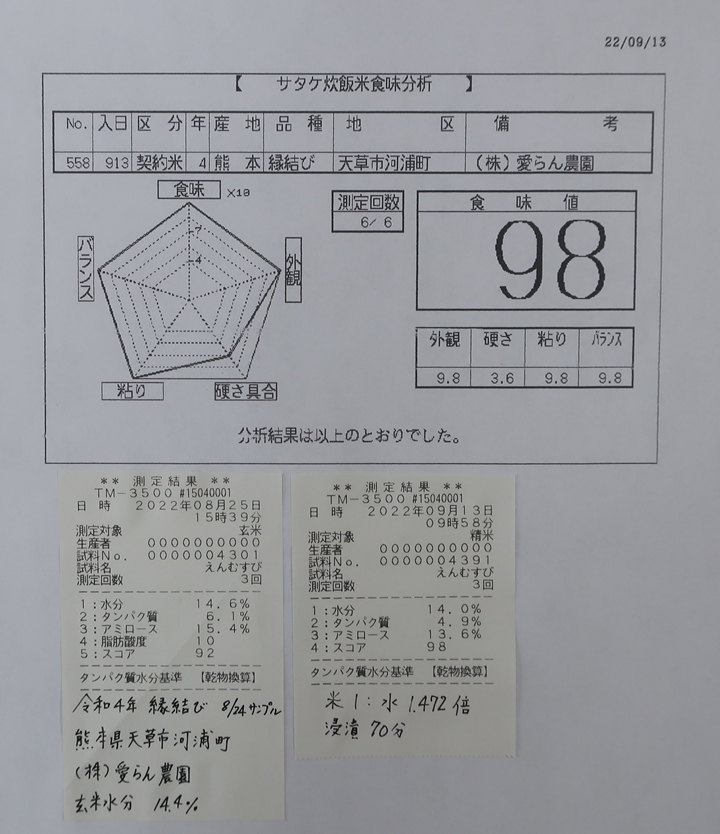 22/09/13
【 サタケ炊飯米食味分析 】
No. 入日 区分 年 産地 品種 地区 備考
558 913 契約米 4 熊本 縁結び 天草市河浦町 (株)愛らん農園
食味 ×10
7
4
外観
硬さ具合
粘り
バランス
測定回数
6/ 6
食味値
98
外観 硬さ 粘り バランス
9.8 3.6 9.8 9.8
分析結果は以上のとおりでした。
** 測定結果 **
TM-3500 #15040001
日 時 2022年08月25日
15時39分
測定対象 玄米
生産者 00000000000
試料No. 0000004301
試料名 えんむすび
測定回数 3回
1:水分 14.6%
2:タンパク質 6.1%
3:アミロース 15.4%
4:脂肪酸度 10
5:スコア 92
タンパク質水分基準 【乾物換算】
令和4年 縁結び 8/24サンプル
熊本県天草市河浦町
(株)愛らん農園
玄米水分 14.4%
** 測定結果 **
TM-3500 #15040001
日 時 2022年09月13日
09時58分
測定対象 精米
生産者 00000000000
試料No. 0000004391
試料名 えんむすび
測定回数 3回
1:水分 14.0%
2:タンパク質 4.9%
3:アミロース 13.6%
4:スコア 98
タンパク質水分基準 【乾物換算】
米1:水1.472倍
浸漬 70分